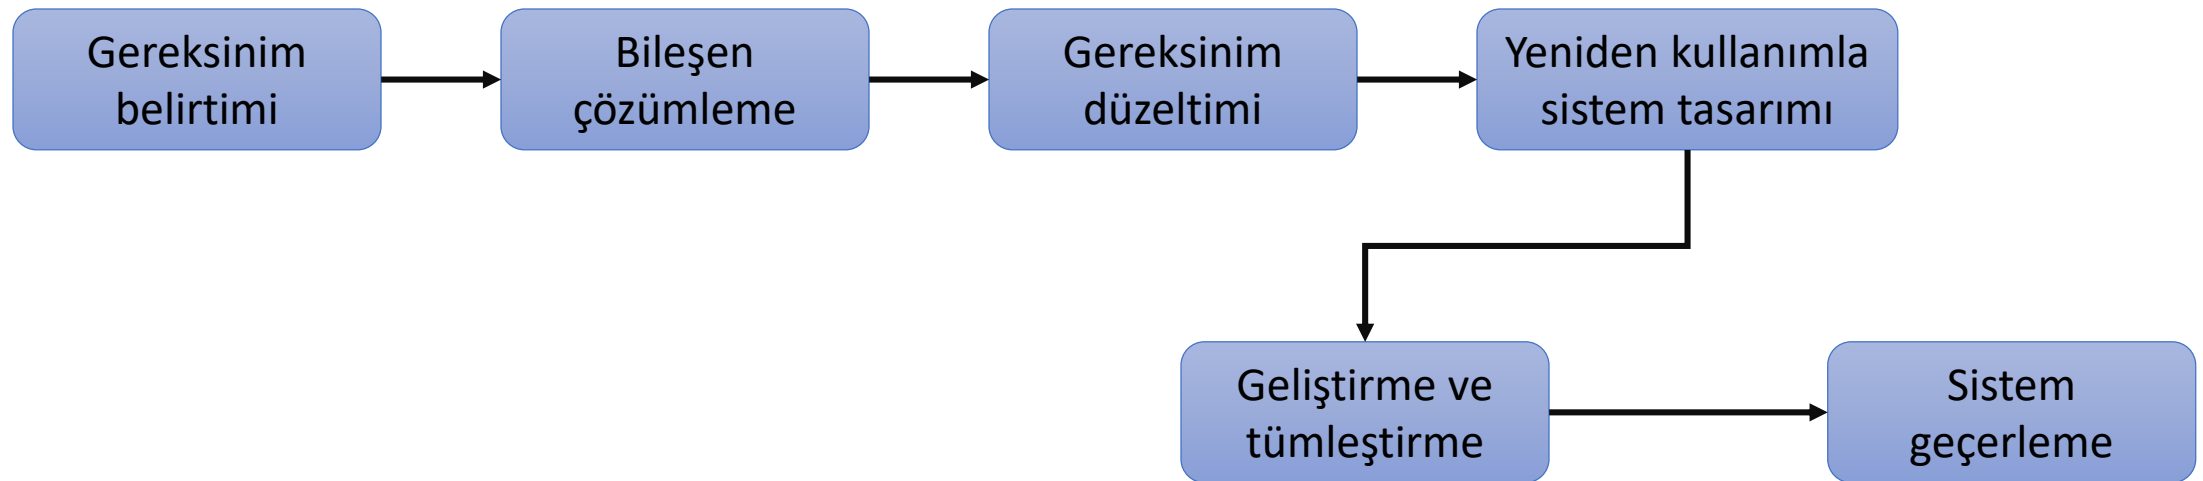 Gereksinim
belirtimi
Bileşen
çözümleme
Gereksinim
düzeltimi
Yeniden kullanımla
sistem tasarımı
Geliştirme ve
tümleştirme
Sistem
geçerleme